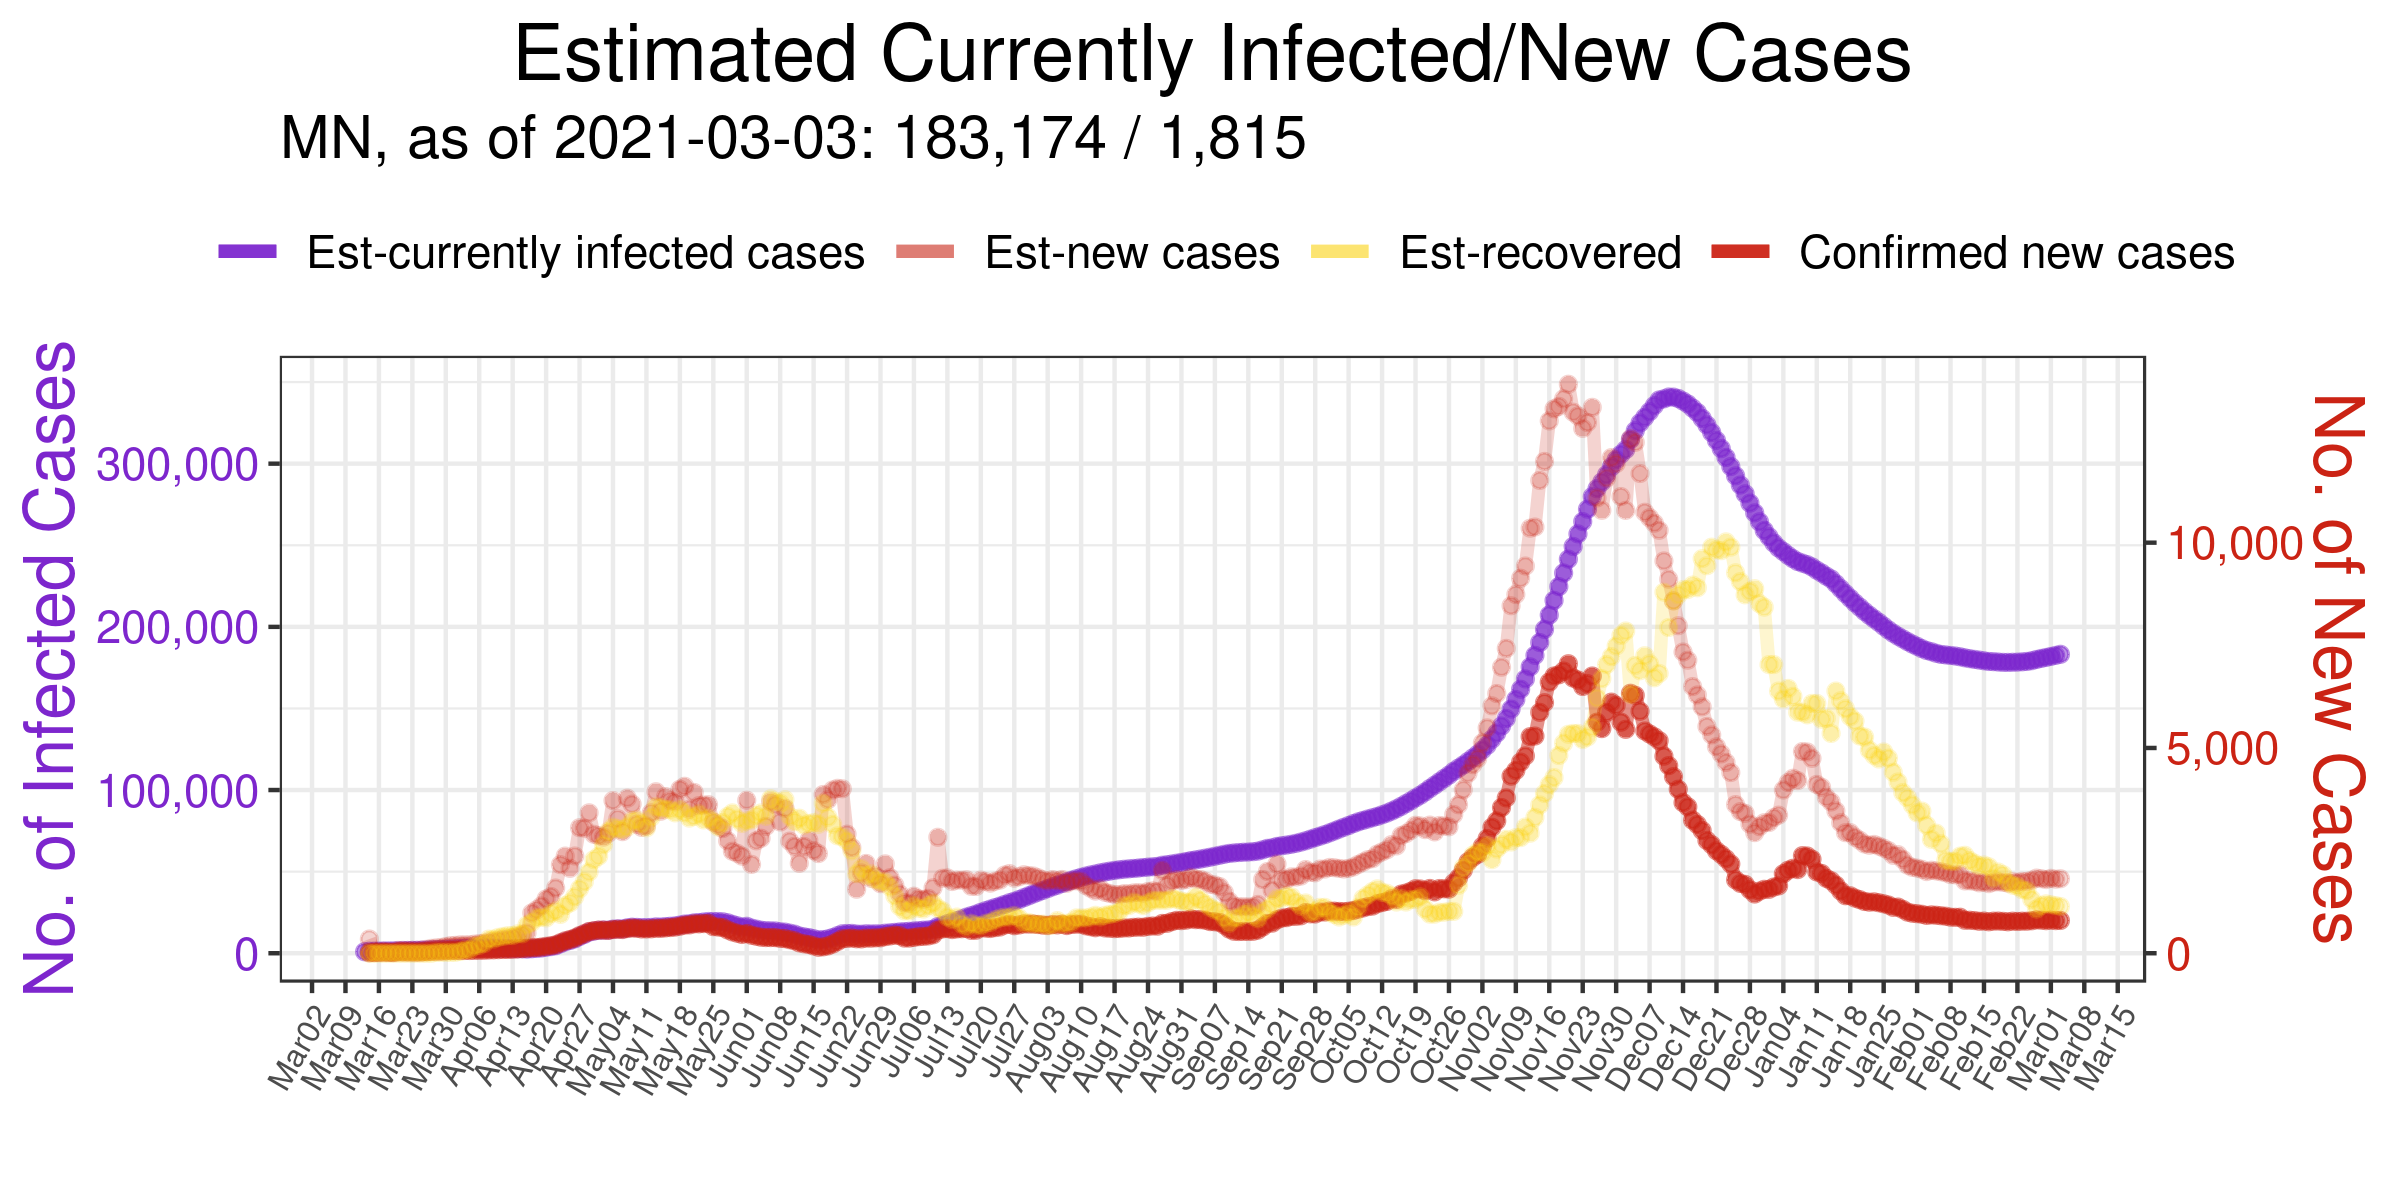 Estimated Currently Infected/New Cases
MN, as of 2021-03-03: 183,174 / 1,815
Est-currently infected cases Est-new cases Est-recovered Confirmed new cases
No. of Infected Cases
300,000
200,000
100,000
0
10,000
5,000
0
No. of New Cases
Mar02 Mar09 Mar16 Mar23 Mar30 Apr06 Apr13 Apr20 Apr27 May04 May11 May18 May25 Jun01 Jun08 Jun15 Jun22 Jun29 Jul06 Jul13 Jul20 Jul27 Aug03 Aug10 Aug17 Aug24 Aug31 Sep07 Sep14 Sep21 Sep28 Oct05 Oct12 Oct19 Oct26 Nov02 Nov09 Nov16 Nov23 Nov30 Dec07 Dec14 Dec21 Dec28 Jan04 Jan11 Jan18 Jan25 Feb01 Feb08 Feb15 Feb22 Mar01 Mar08 Mar15